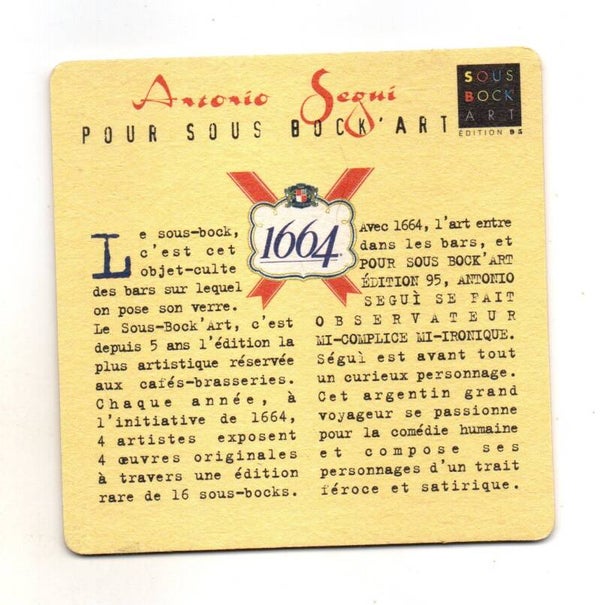 Antonio Segui
POUR SOUS BOCK'ART
SOUS
BOCK
ART
ÉDITION 95
1664
Le sous-bock,
c'est cet
objet-culte
des bars sur lequel
on pose son verre.
Le Sous-Bock'Art, c'est
depuis 5 ans l'édition la
plus artistique réservée
aux cafés-brasseries.
Chaque année, à
l'initiative de 1664,
4 artistes exposent
4 œuvres originales
à travers une édition
rare de 16 sous-bocks.
Avec 1664, l'art entre
dans les bars, et
POUR SOUS BOCK'ART
ÉDITION 95, ANTONIO
SEGUÌ SE FAIT
OBSERVATEUR
MI-COMPLICE MI-IRONIQUE.
Séguì est avant tout
un curieux personnage.
Cet argentin grand
voyageur se passionne
pour la comédie humaine
et compose ses
personnages d'un trait
féroce et satirique.